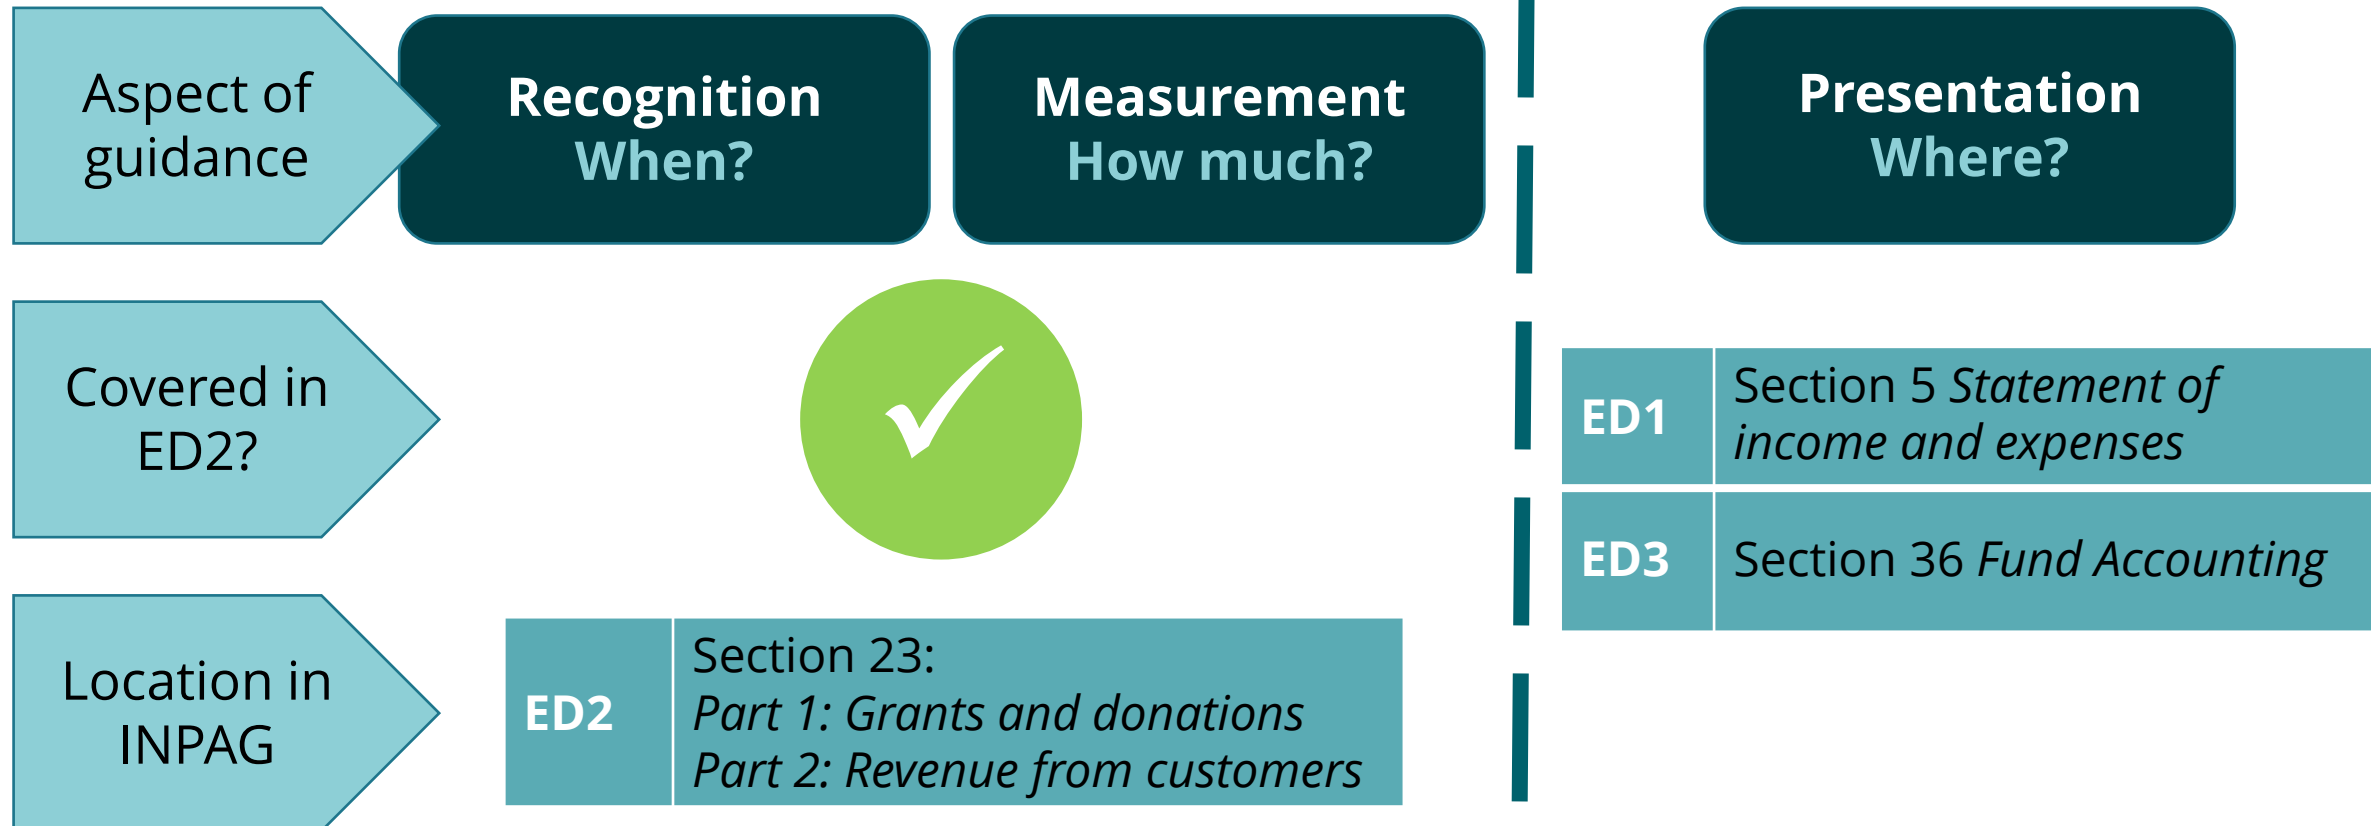 Aspect of
guidance
Recognition
When?
Measurement
How much?
Presentation
Where?
Covered in
ED2?
ED1
Section 5 Statement of
income and expenses
ED3
Section 36 Fund Accounting
Location in
INPAG
ED2
Section 23:
Part 1: Grants and donations
Part 2: Revenue from customers